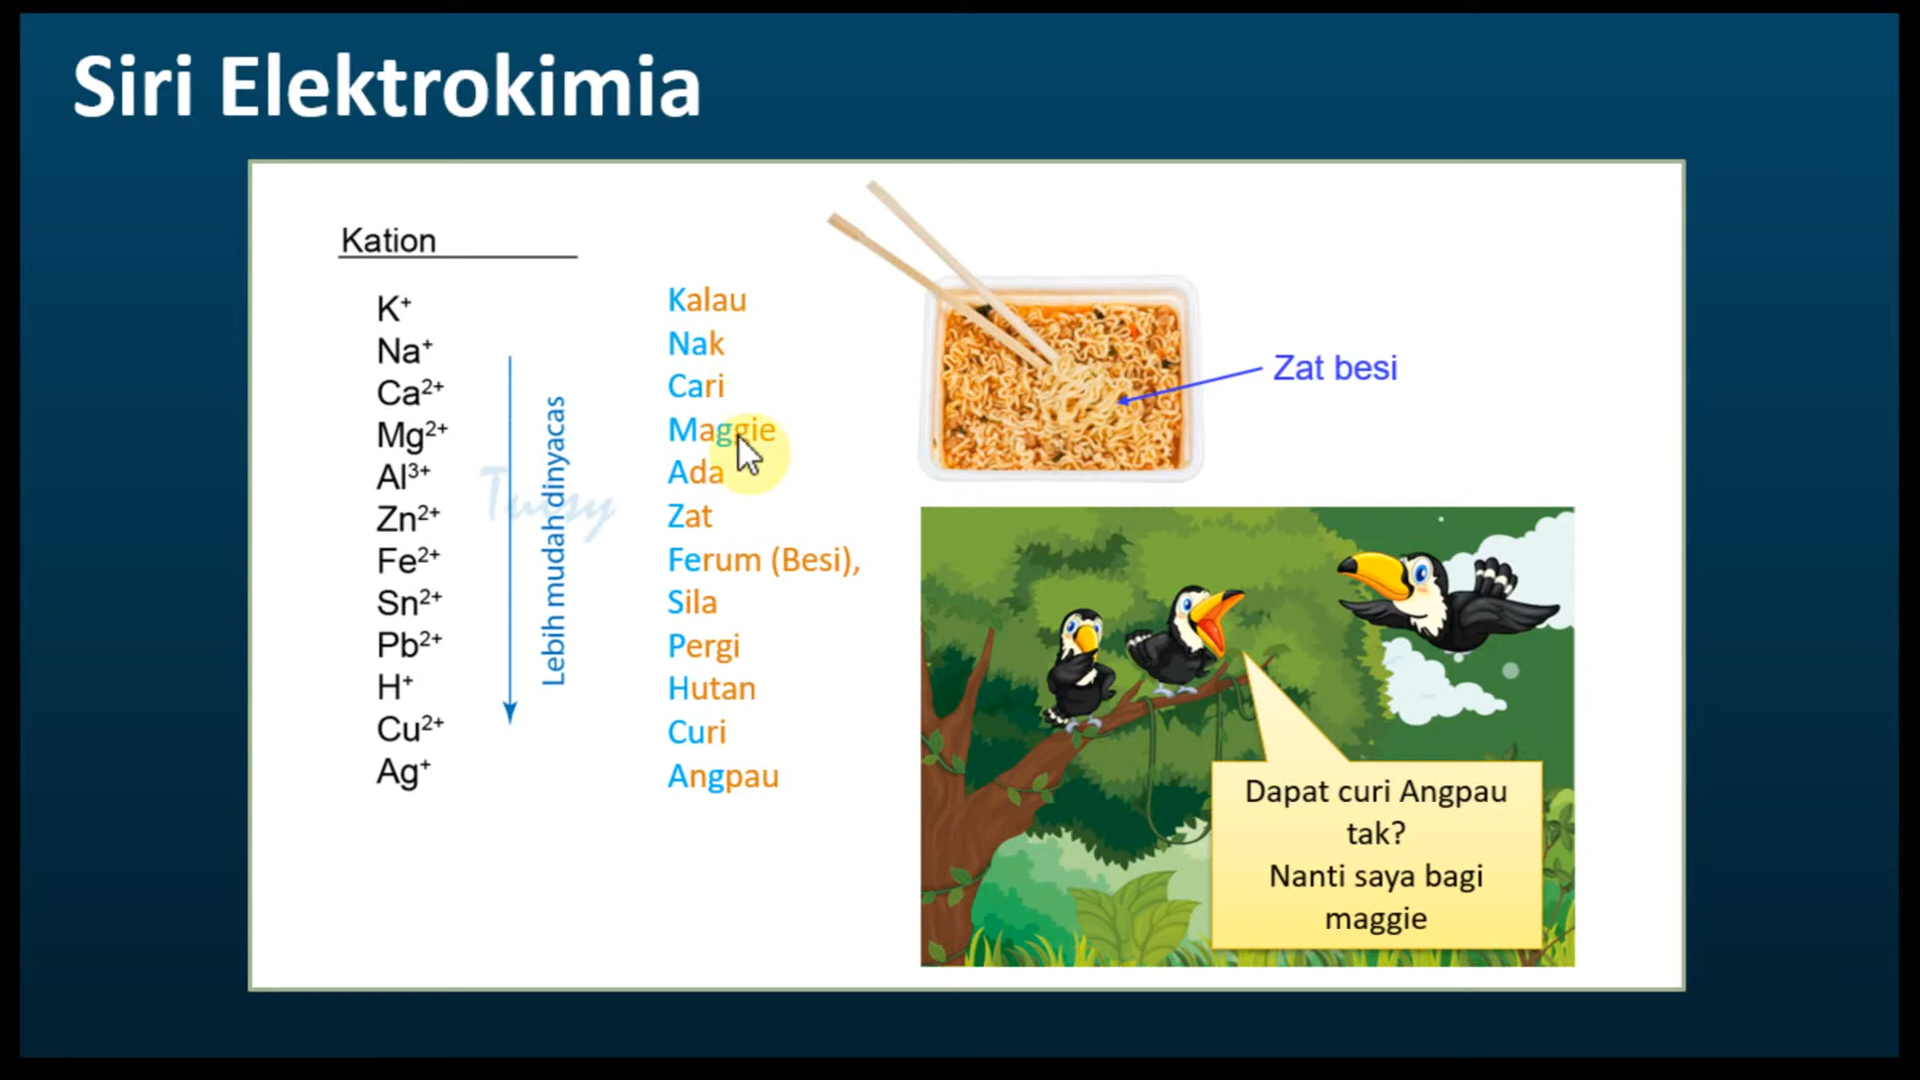 Siri Elektrokimia
Kation
K⁺
Na⁺
Ca²⁺
Mg²⁺
Al³⁺
Zn²⁺
Fe²⁺
Sn²⁺
Pb²⁺
H⁺
Cu²⁺
Ag⁺
Lebih mudah dinyacas
Tuisy
Kalau
Nak
Cari
Maggie
Ada
Zat
Ferum (Besi),
Sila
Pergi
Hutan
Curi
Angpau
Zat besi
Dapat curi Angpau
tak?
Nanti saya bagi
maggie